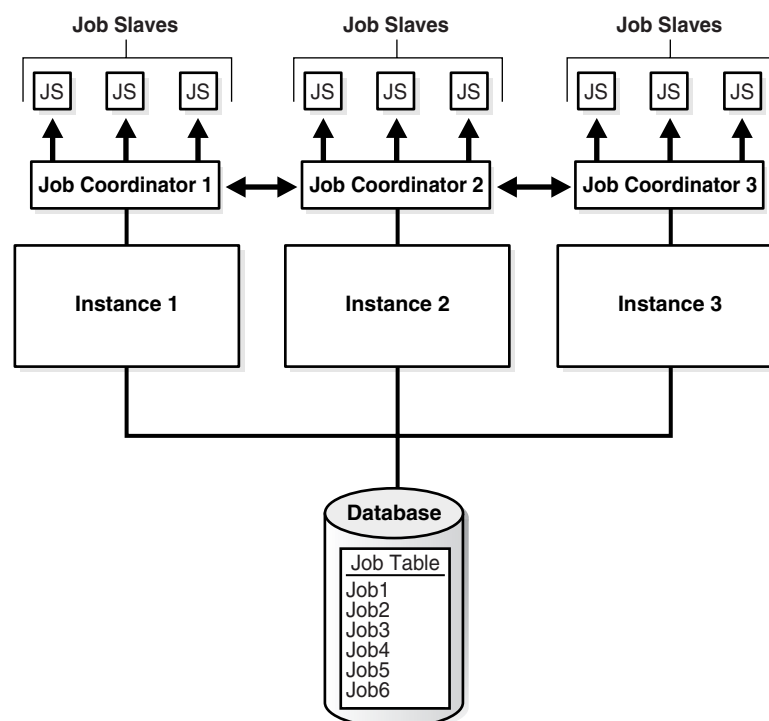 Job Slaves Job Slaves Job Slaves
JS JS JS JS JS JS JS JS JS
Job Coordinator 1 Job Coordinator 2 Job Coordinator 3
Instance 1 Instance 2 Instance 3
Database
Job Table
Job1
Job2
Job3
Job4
Job5
Job6